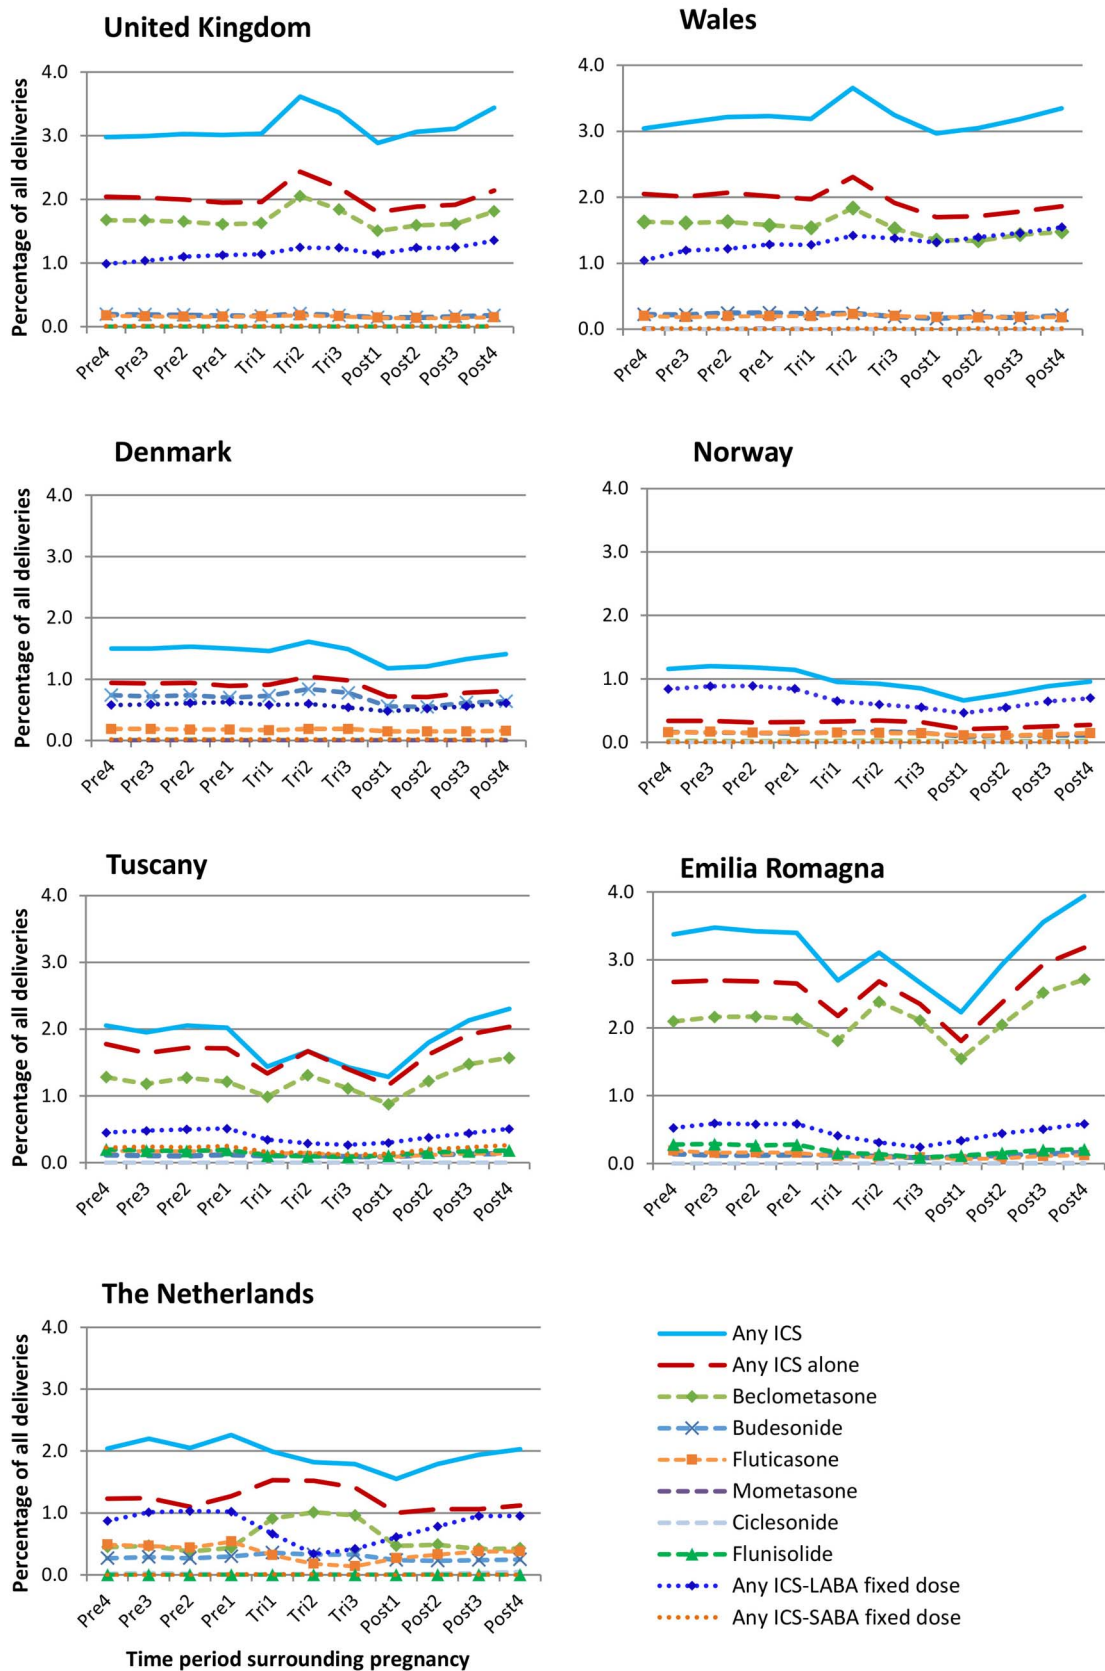 United Kingdom
Percentage of all deliveries
4.0
3.0
2.0
1.0
0.0
Pre4 Pre3 Pre2 Pre1 Tri1 Tri2 Tri3 Post1 Post2 Post3 Post4
Wales
4.0
3.0
2.0
1.0
0.0
Pre4 Pre3 Pre2 Pre1 Tri1 Tri2 Tri3 Post1 Post2 Post3 Post4
Denmark
Percentage of all deliveries
4.0
3.0
2.0
1.0
0.0
Pre4 Pre3 Pre2 Pre1 Tri1 Tri2 Tri3 Post1 Post2 Post3 Post4
Norway
4.0
3.0
2.0
1.0
0.0
Pre4 Pre3 Pre2 Pre1 Tri1 Tri2 Tri3 Post1 Post2 Post3 Post4
Tuscany
Percentage of all deliveries
4.0
3.0
2.0
1.0
0.0
Pre4 Pre3 Pre2 Pre1 Tri1 Tri2 Tri3 Post1 Post2 Post3 Post4
Emilia Romagna
4.0
3.0
2.0
1.0
0.0
Pre4 Pre3 Pre2 Pre1 Tri1 Tri2 Tri3 Post1 Post2 Post3 Post4
The Netherlands
Percentage of all deliveries
4.0
3.0
2.0
1.0
0.0
Pre4 Pre3 Pre2 Pre1 Tri1 Tri2 Tri3 Post1 Post2 Post3 Post4
Time period surrounding pregnancy
Any ICS
Any ICS alone
Beclometasone
Budesonide
Fluticasone
Mometasone
Ciclesonide
Flunisolide
Any ICS-LABA fixed dose
Any ICS-SABA fixed dose